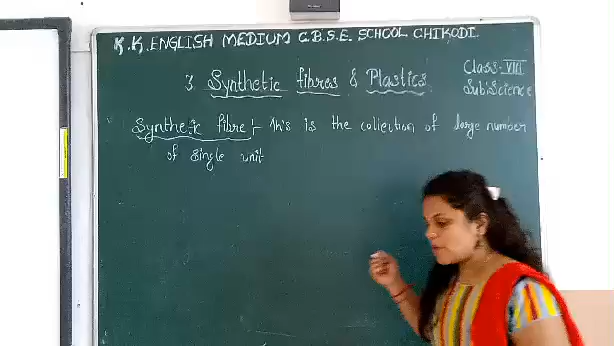 K.K. ENGLISH MEDIUM C.B.S.E. SCHOOL CHIKODI.
Class:- VIII
3. Synthetic fibres & Plastics
Sub:Science
Synthetic fibre :- This is the collection of large number
of single unit